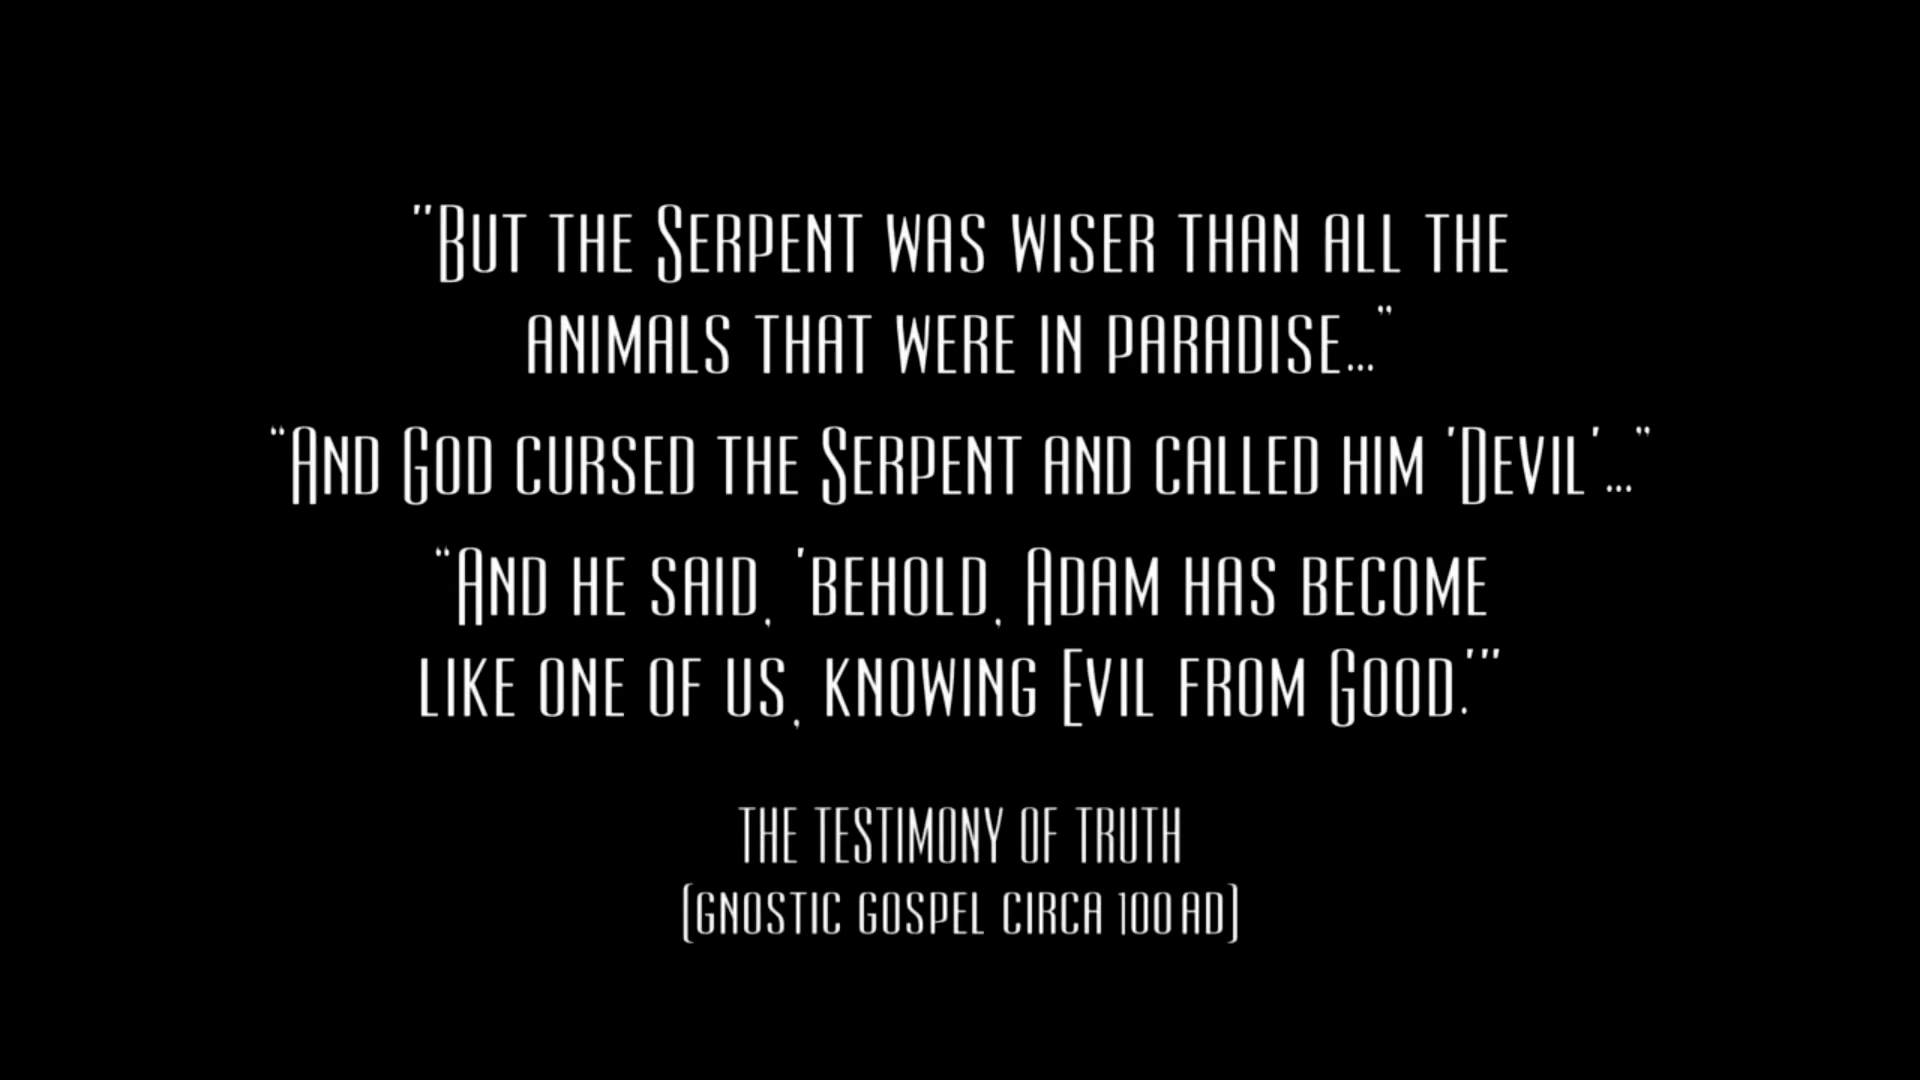 "But the Serpent was wiser than all the
animals that were in paradise..."
"And God cursed the Serpent and called him 'Devil'..."
"And he said, 'behold, Adam has become
like one of us, knowing Evil from Good.'"
THE TESTIMONY OF TRUTH
(GNOSTIC GOSPEL CIRCA 100 AD)